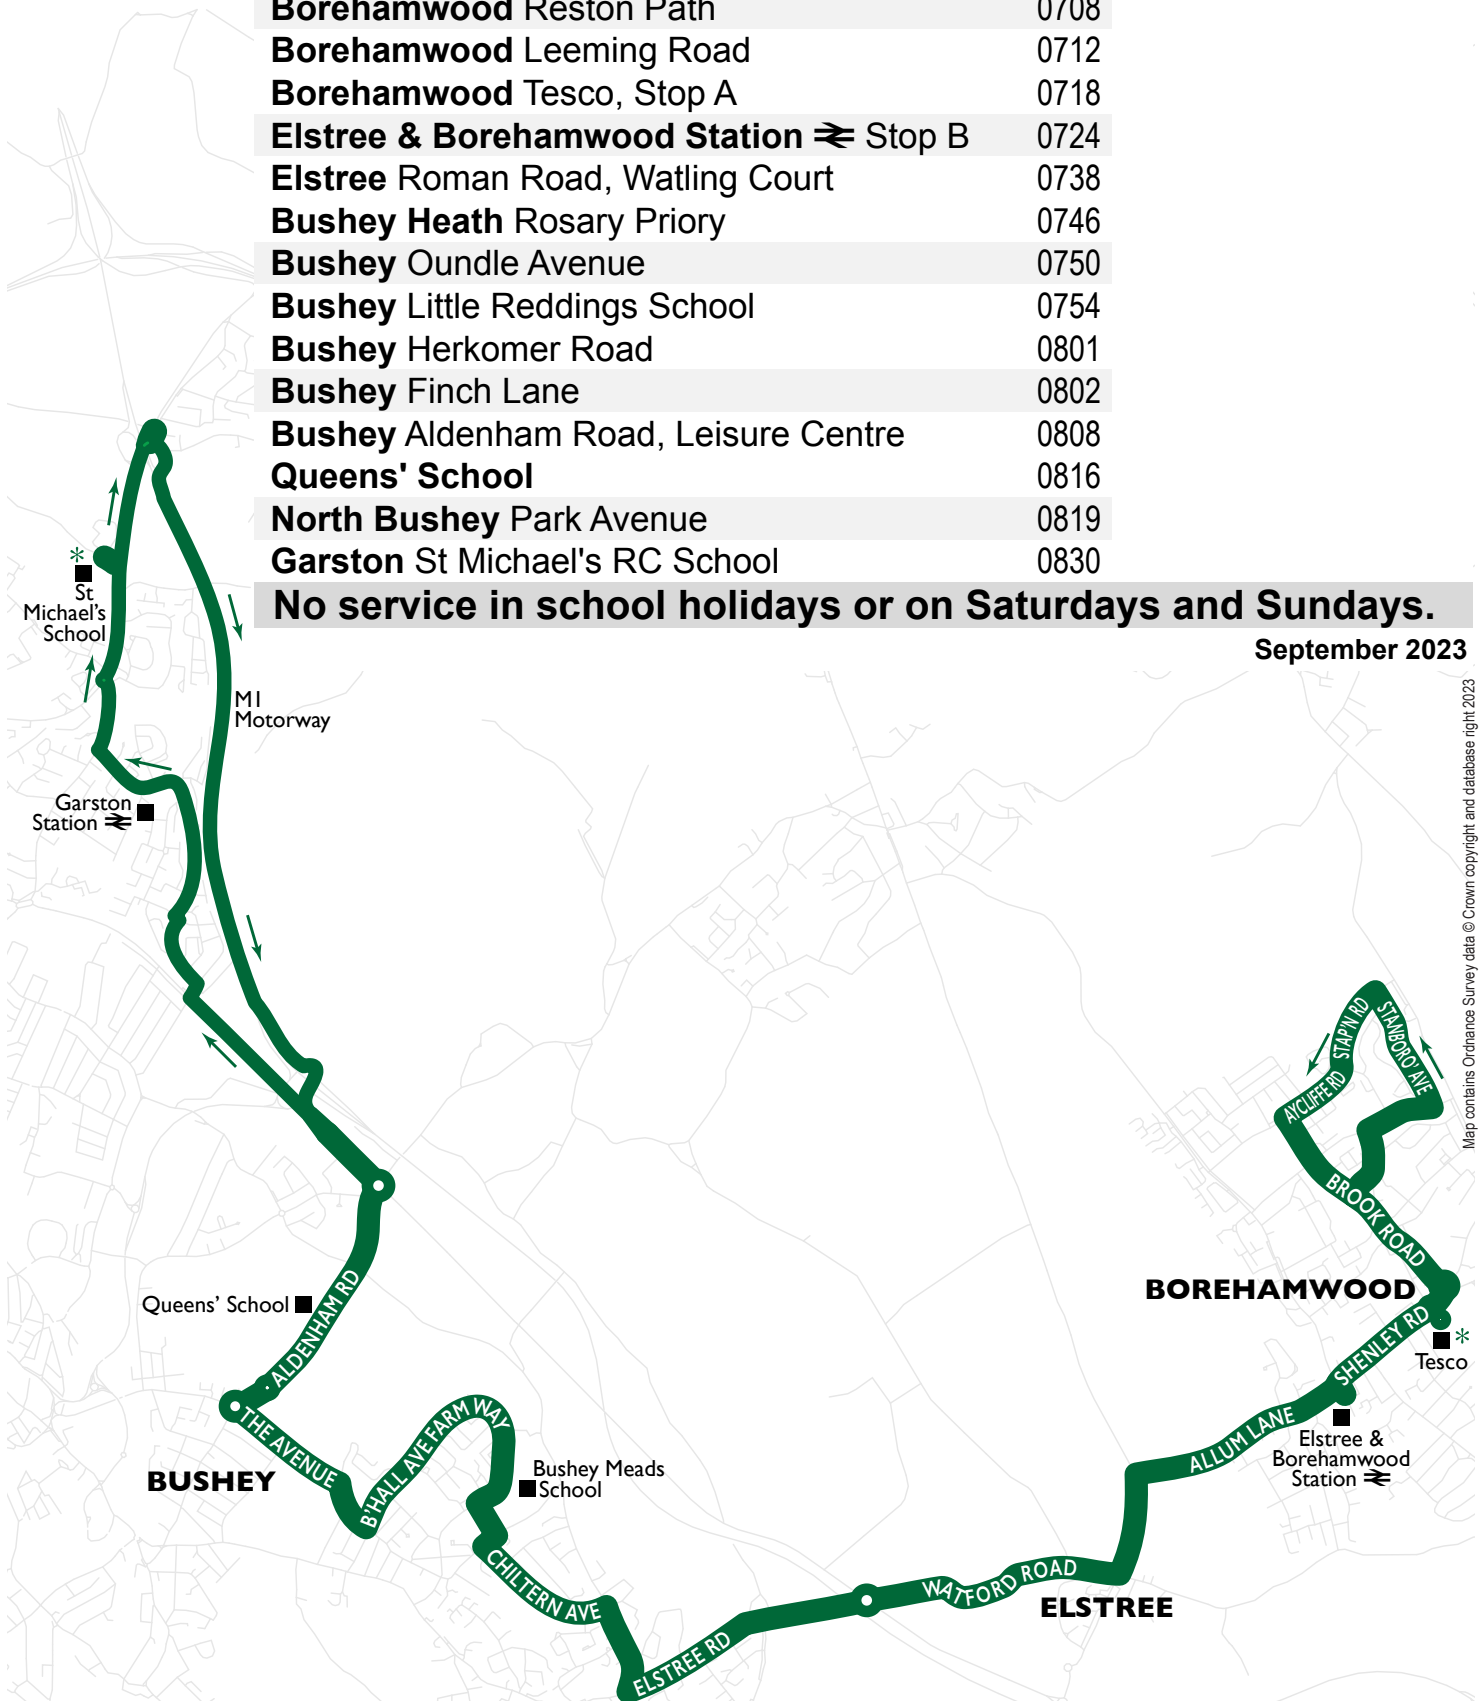 Borehamwood Reston Path 0708
Borehamwood Leeming Road 0712
Borehamwood Tesco, Stop A 0718
Elstree & Borehamwood Station Stop B 0724
Elstree Roman Road, Watling Court 0738
Bushey Heath Rosary Priory 0746
Bushey Oundle Avenue 0750
Bushey Little Reddings School 0754
Bushey Herkomer Road 0801
Bushey Finch Lane 0802
Bushey Aldenham Road, Leisure Centre 0808
Queens' School 0816
North Bushey Park Avenue 0819
Garston St Michael's RC School 0830
No service in school holidays or on Saturdays and Sundays.
September 2023
*
St
Michael's
School
M1
Motorway
Garston
Station
Map contains Ordnance Survey data © Crown copyright and database right 2023
STAP'N RD
STANBORO' AVE
AYCLIFFE RD
BROOK ROAD
BOREHAMWOOD
SHENLEY RD
*
Tesco
Queens’ School
ALDENHAM RD
THE AVENUE
B'HALL AVE
FARM WAY
BUSHEY
Bushey Meads
School
ALLUM LANE
Elstree &
Borehamwood
Station
CHILTERN AVE
WATFORD ROAD
ELSTREE
ELSTREE RD